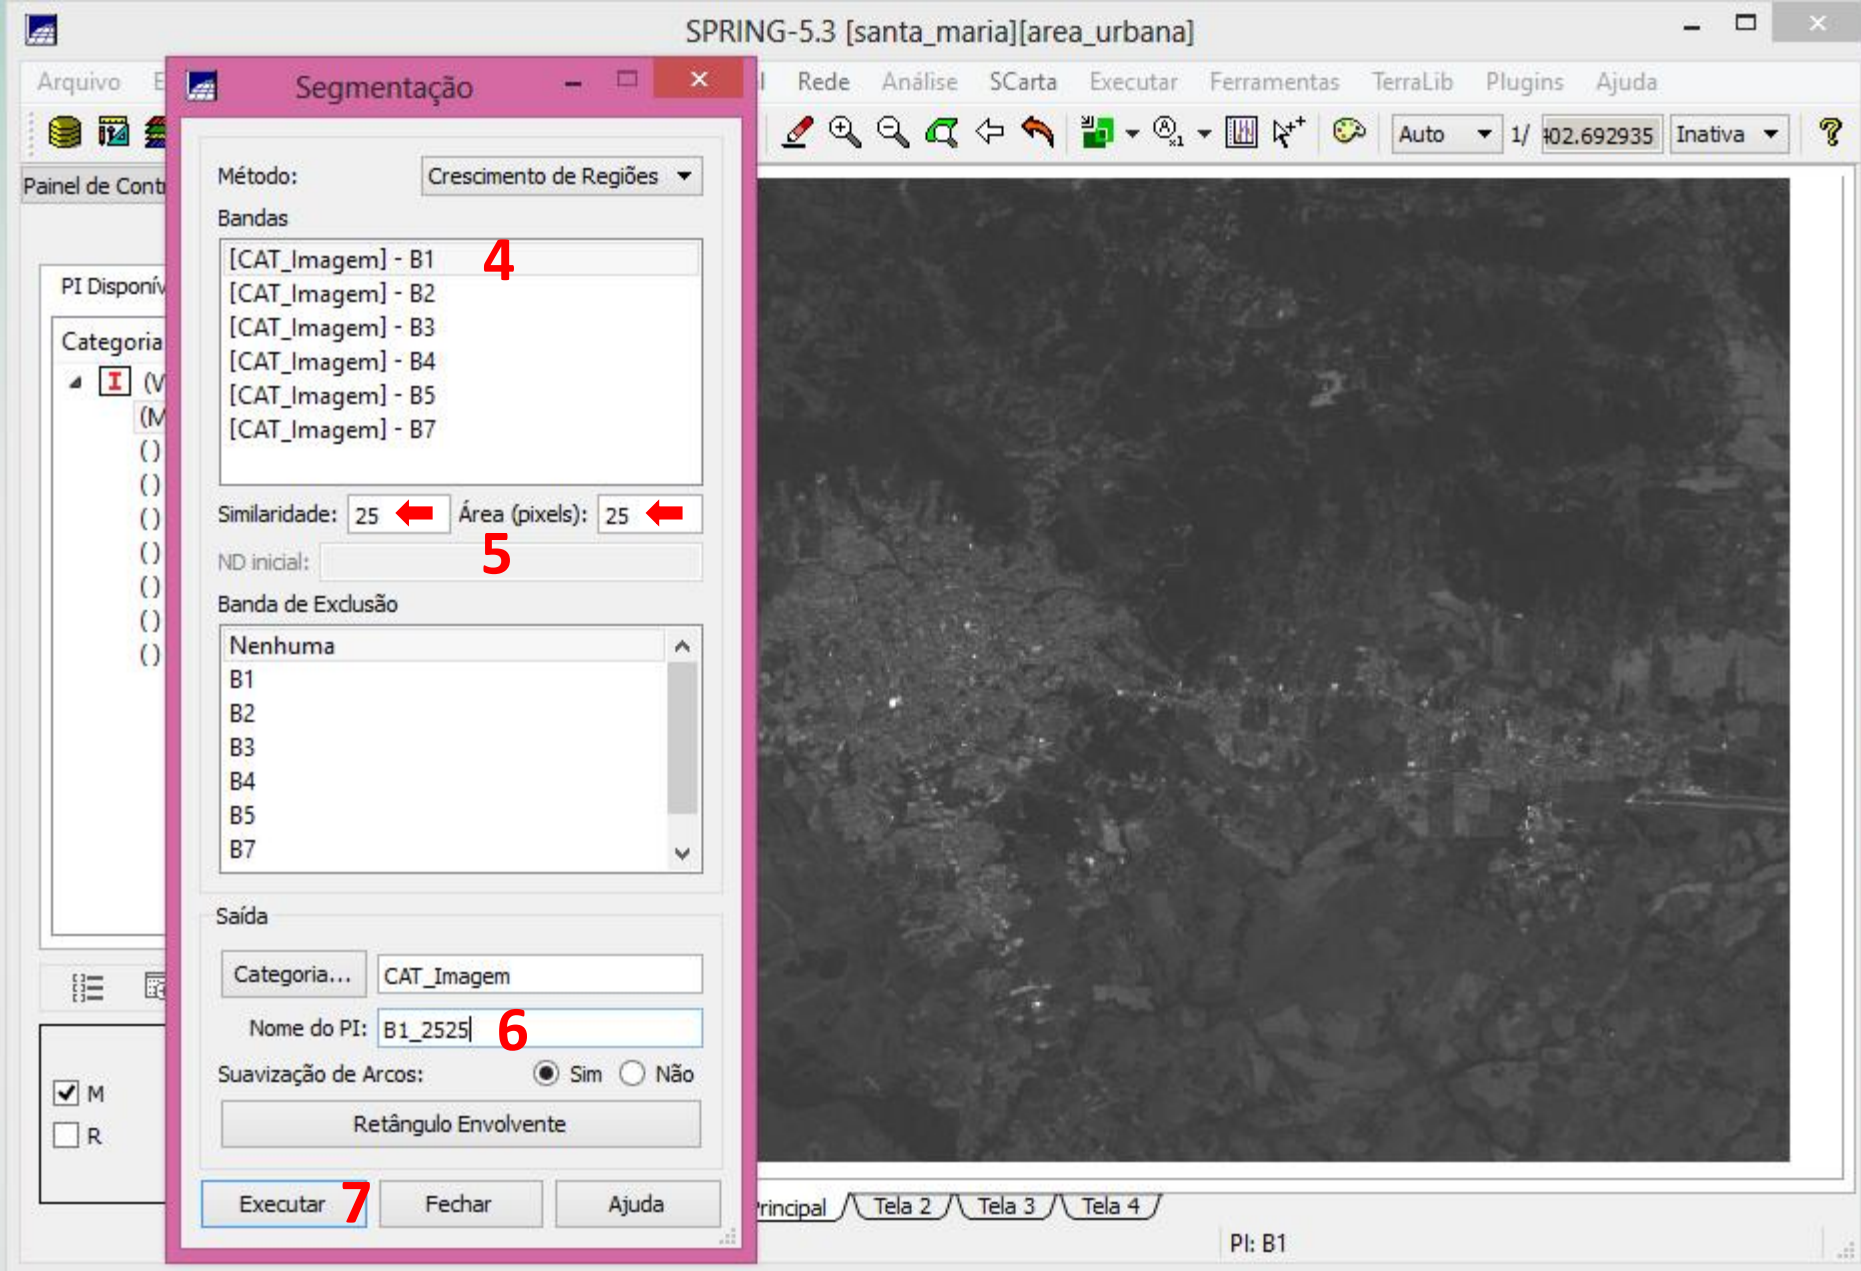 SPRING-5.3 [santa_maria][area_urbana]
Arquivo E Rede Análise SCarta Executar Ferramentas TerraLib Plugins Ajuda
Segmentação
Auto 1/ 402.692935 Inativa
Painel de Cont
Método: Crescimento de Regiões
Bandas
[CAT_Imagem] - B1 4
[CAT_Imagem] - B2
[CAT_Imagem] - B3
[CAT_Imagem] - B4
[CAT_Imagem] - B5
[CAT_Imagem] - B7
PI Disponív
Categoria
I (V
(M
()
()
()
()
()
()
()
Similaridade: 25 Área (pixels): 25
5
ND inicial:
Banda de Exclusão
Nenhuma
B1
B2
B3
B4
B5
B7
Saída
Categoria... CAT_Imagem
Nome do PI: B1_2525 6
Suavização de Arcos: Sim Não
Retângulo Envolvente
M
R
Executar 7 Fechar Ajuda
rincipal Tela 2 Tela 3 Tela 4
PI: B1